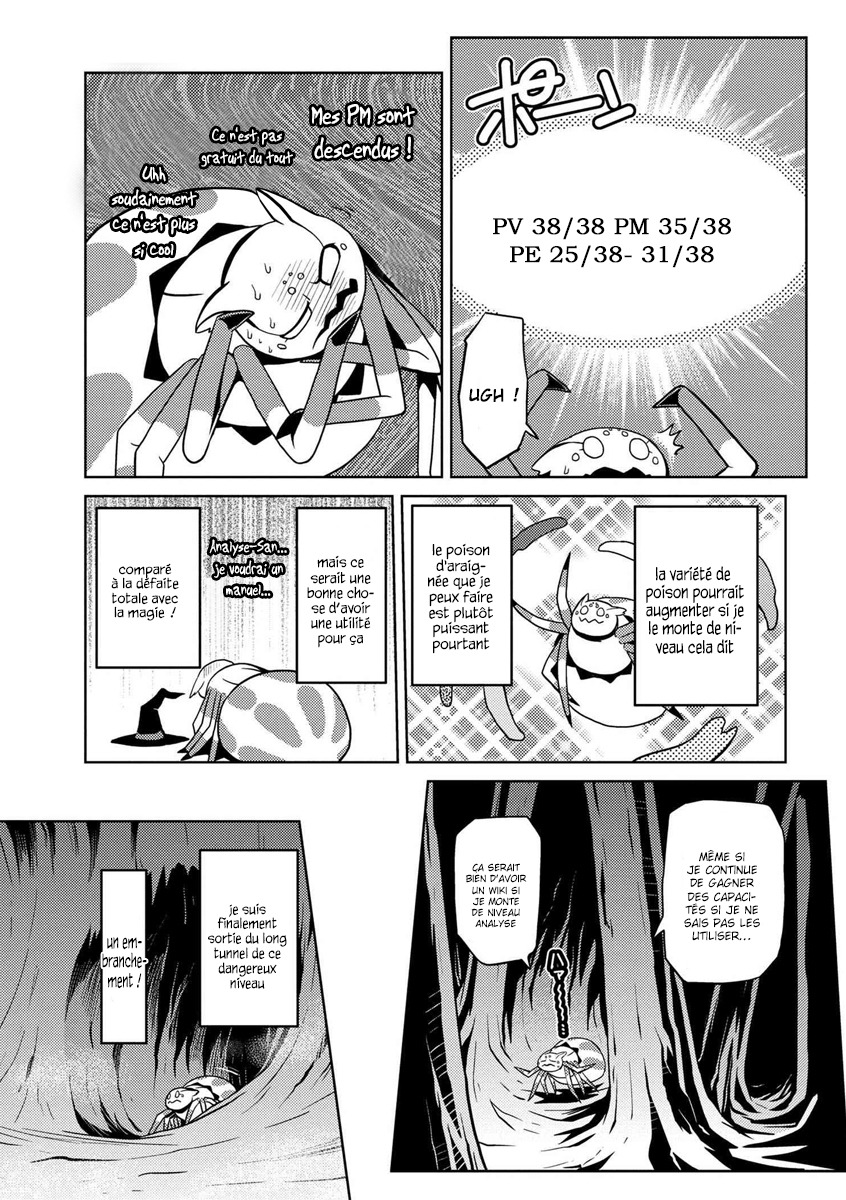 ポーン
PV 38/38 PM 35/38
PE 25/38- 31/38
UGH !
Mes PM sont
descendus !
Ce n'est pas
gratuit du tout
Uhh
soudainement
ce n'est plus
si cool
la variété de
poison pourrait
augmenter si je
le monte de ni-
veau cela dit
le poison
d'araig-
née que je
peux faire
est plutôt
puissant
pourtant
mais ce
serait une
bonne cho-
se d'avoir
une utilité
pour ça
Analyse-San...
je voudrai un
manuel...
comparé
à la défaite
totale avec
la magie !
MÊME SI
JE CONTINUE
DE GAGNER
DES CAPACI-
TÉS SI JE NE
SAIS PAS LES
UTILISER...
ÇA SERAIT
BIEN D'AVOIR
UN WIKI SI
JE MONTE
DE NIVEAU
ANALYSE
ハァ……
je suis
finalement
sortie du long
tunnel de ce
dangereux
niveau
un em-
branche-
ment !